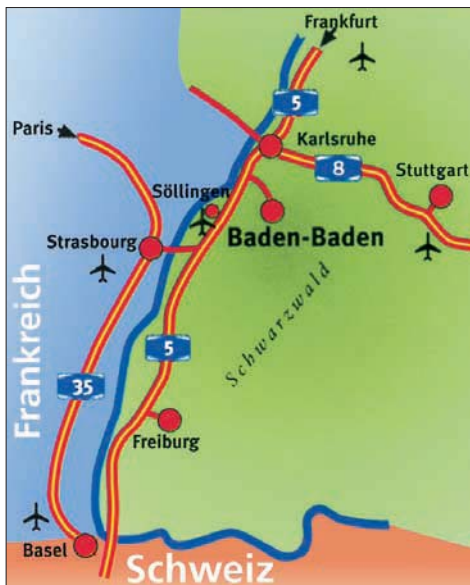 Frankfurt
5
Paris
Karlsruhe
8
Stuttgart
Söllingen
Baden-Baden
Strasbourg
Schwarzwald
Frankreich
5
35
Freiburg
Basel
Schweiz